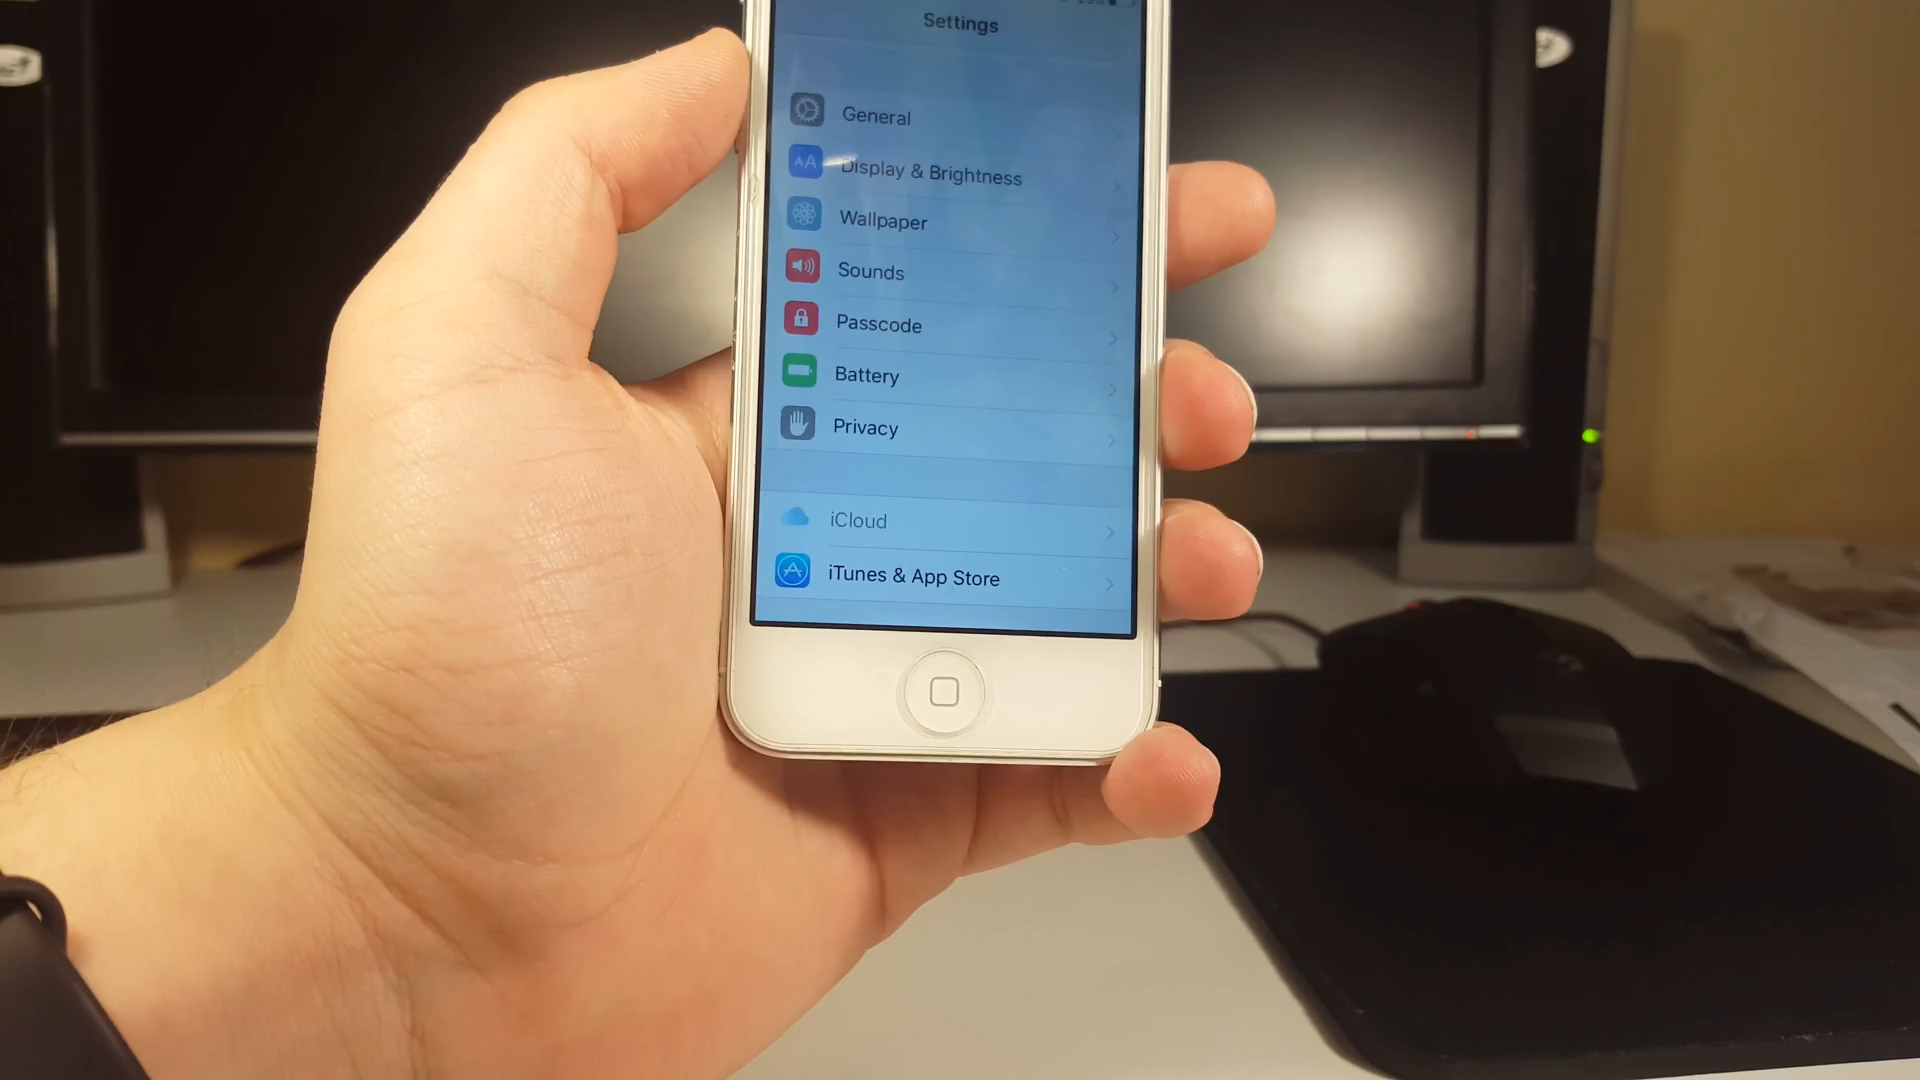 Settings
General
Display & Brightness
Wallpaper
Sounds
Passcode
Battery
Privacy
iCloud
iTunes & App Store